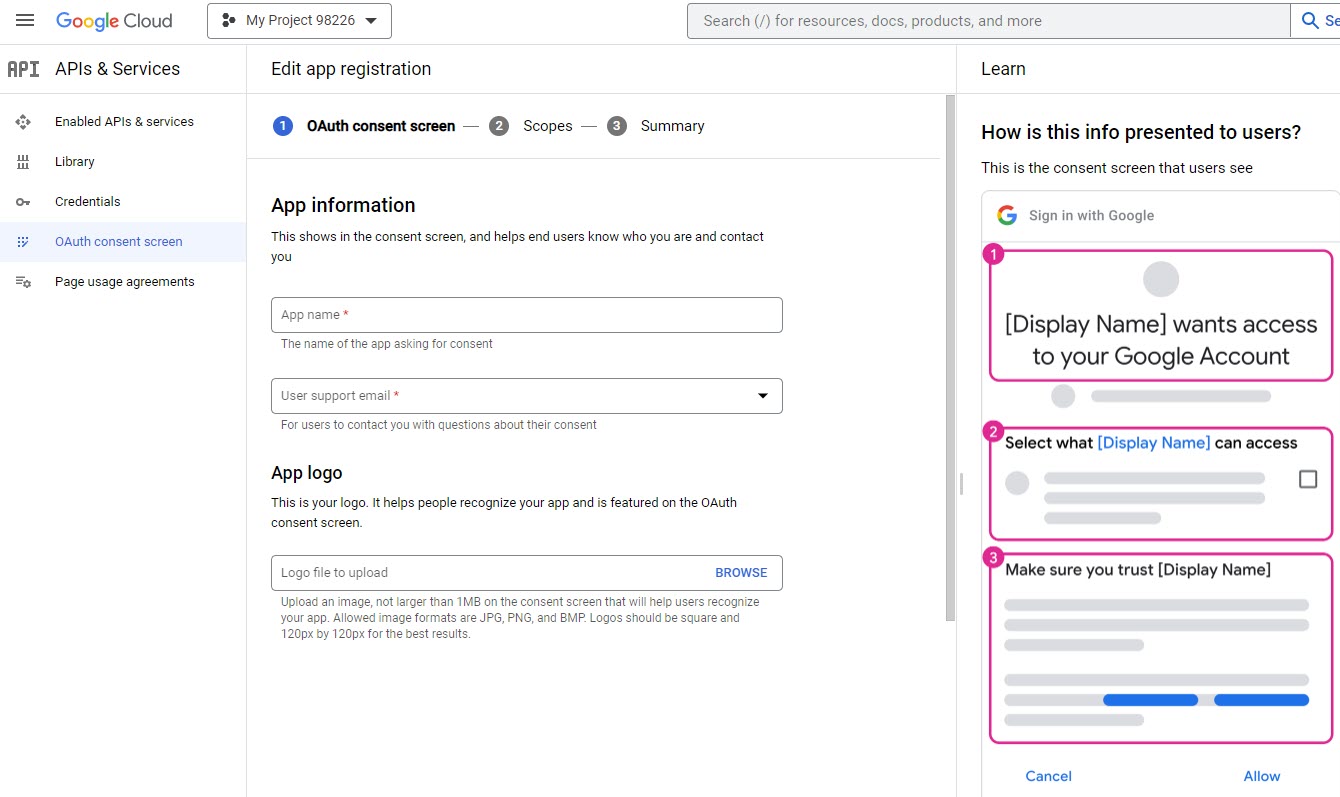 Google Cloud
My Project 98226
Search (/) for resources, docs, products, and more
API APIs & Services
Enabled APIs & services
Library
Credentials
OAuth consent screen
Page usage agreements
Edit app registration
1 OAuth consent screen — 2 Scopes — 3 Summary
App information
This shows in the consent screen, and helps end users know who you are and contact
you
App name *
The name of the app asking for consent
User support email *
For users to contact you with questions about their consent
App logo
This is your logo. It helps people recognize your app and is featured on the OAuth
consent screen.
Logo file to upload BROWSE
Upload an image, not larger than 1MB on the consent screen that will help users recognize
your app. Allowed image formats are JPG, PNG, and BMP. Logos should be square and
120px by 120px for the best results.
Learn
How is this info presented to users?
This is the consent screen that users see
Sign in with Google
1
[Display Name] wants access
to your Google Account
2
Select what [Display Name] can access
3
Make sure you trust [Display Name]
Cancel Allow